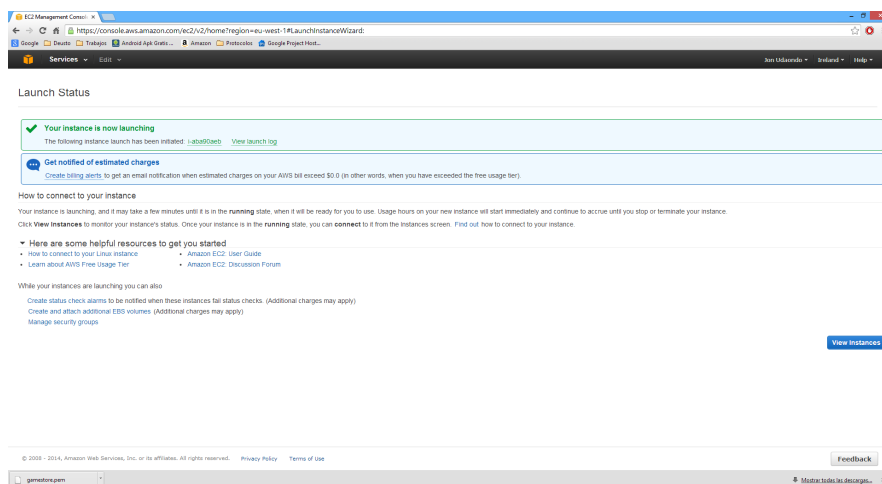 EC2 Management Consol
https://console.aws.amazon.com/ec2/v2/home?region=eu-west-1#LaunchInstanceWizard:
Google Deusto Trabajos Android Apk Gratis ... Amazon Protocolos Google Project Host...
Services Edit Jon Udaondo Ireland Help
Launch Status
Your instance is now launching
The following instance launch has been initiated: i-aba90aeb View launch log
Get notified of estimated charges
Create billing alerts to get an email notification when estimated charges on your AWS bill exceed $0.0 (in other words, when you have exceeded the free usage tier).
How to connect to your instance
Your instance is launching, and it may take a few minutes until it is in the running state, when it will be ready for you to use. Usage hours on your new instance will start immediately and continue to accrue until you stop or terminate your instance.
Click View Instances to monitor your instance's status. Once your instance is in the running state, you can connect to it from the Instances screen. Find out how to connect to your instance.
Here are some helpful resources to get you started
• How to connect to your Linux instance • Amazon EC2: User Guide
• Learn about AWS Free Usage Tier • Amazon EC2: Discussion Forum
While your instances are launching you can also
Create status check alarms to be notified when these instances fail status checks. (Additional charges may apply)
Create and attach additional EBS volumes (Additional charges may apply)
Manage security groups
View Instances
© 2008 - 2014, Amazon Web Services, Inc. or its affiliates. All rights reserved. Privacy Policy Terms of Use
Feedback
gamestore.pem Mostrar todas las descargas...